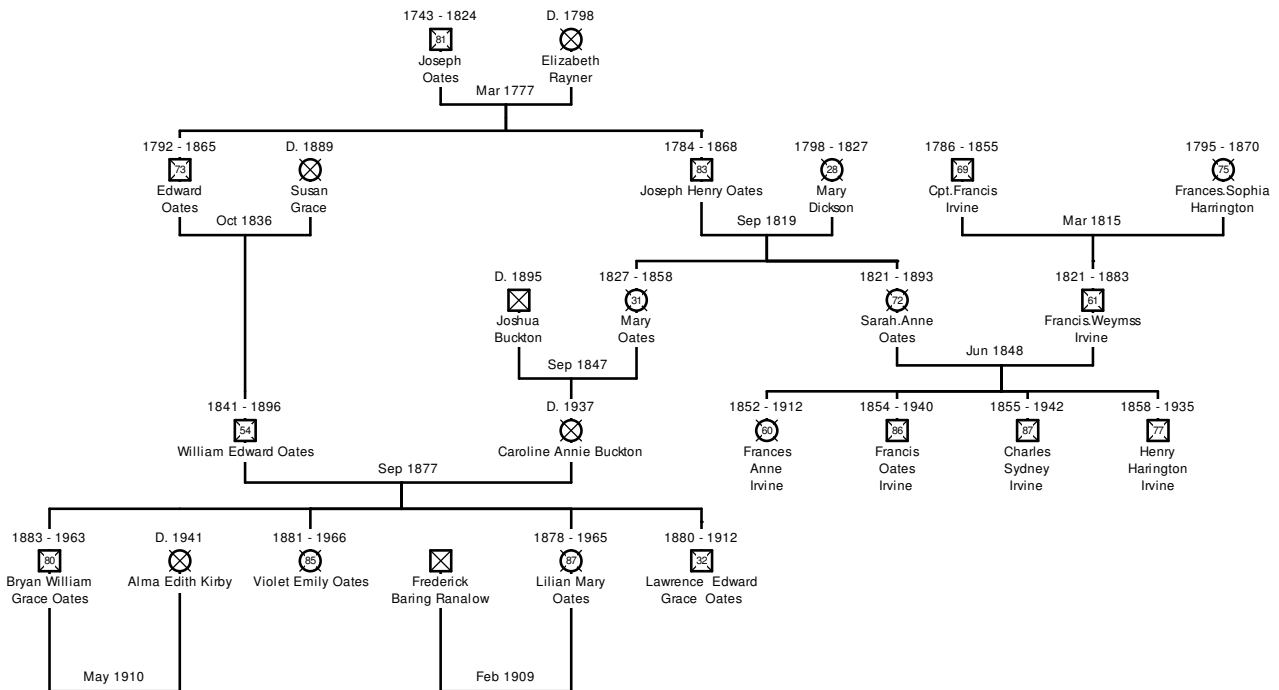 1743 - 1824
D. 1798
81
Joseph
Oates
Elizabeth
Rayner
Mar 1777
1792 - 1865
D. 1889
1784 - 1868
1798 - 1827
1786 - 1855
1795 - 1870
73
83
28
69
75
Edward
Oates
Susan
Grace
Joseph Henry Oates
Mary
Dickson
Cpt.Francis
Irvine
Frances.Sophia
Harrington
Oct 1836
Sep 1819
Mar 1815
D. 1895
1827 - 1858
1821 - 1893
1821 - 1883
31
72
61
Joshua
Buckton
Mary
Oates
Sarah.Anne
Oates
Francis.Weymss
Irvine
Sep 1847
Jun 1848
1841 - 1896
D. 1937
1852 - 1912
1854 - 1940
1855 - 1942
1858 - 1935
54
60
86
87
77
William Edward Oates
Caroline Annie Buckton
Frances
Anne
Irvine
Francis
Oates
Irvine
Charles
Sydney
Irvine
Henry
Harington
Irvine
Sep 1877
1883 - 1963
D. 1941
1881 - 1966
1878 - 1965
1880 - 1912
80
85
87
32
Bryan William
Grace Oates
Alma Edith Kirby
Violet Emily Oates
Frederick
Baring Ranalow
Lilian Mary
Oates
Lawrence Edward
Grace Oates
May 1910
Feb 1909